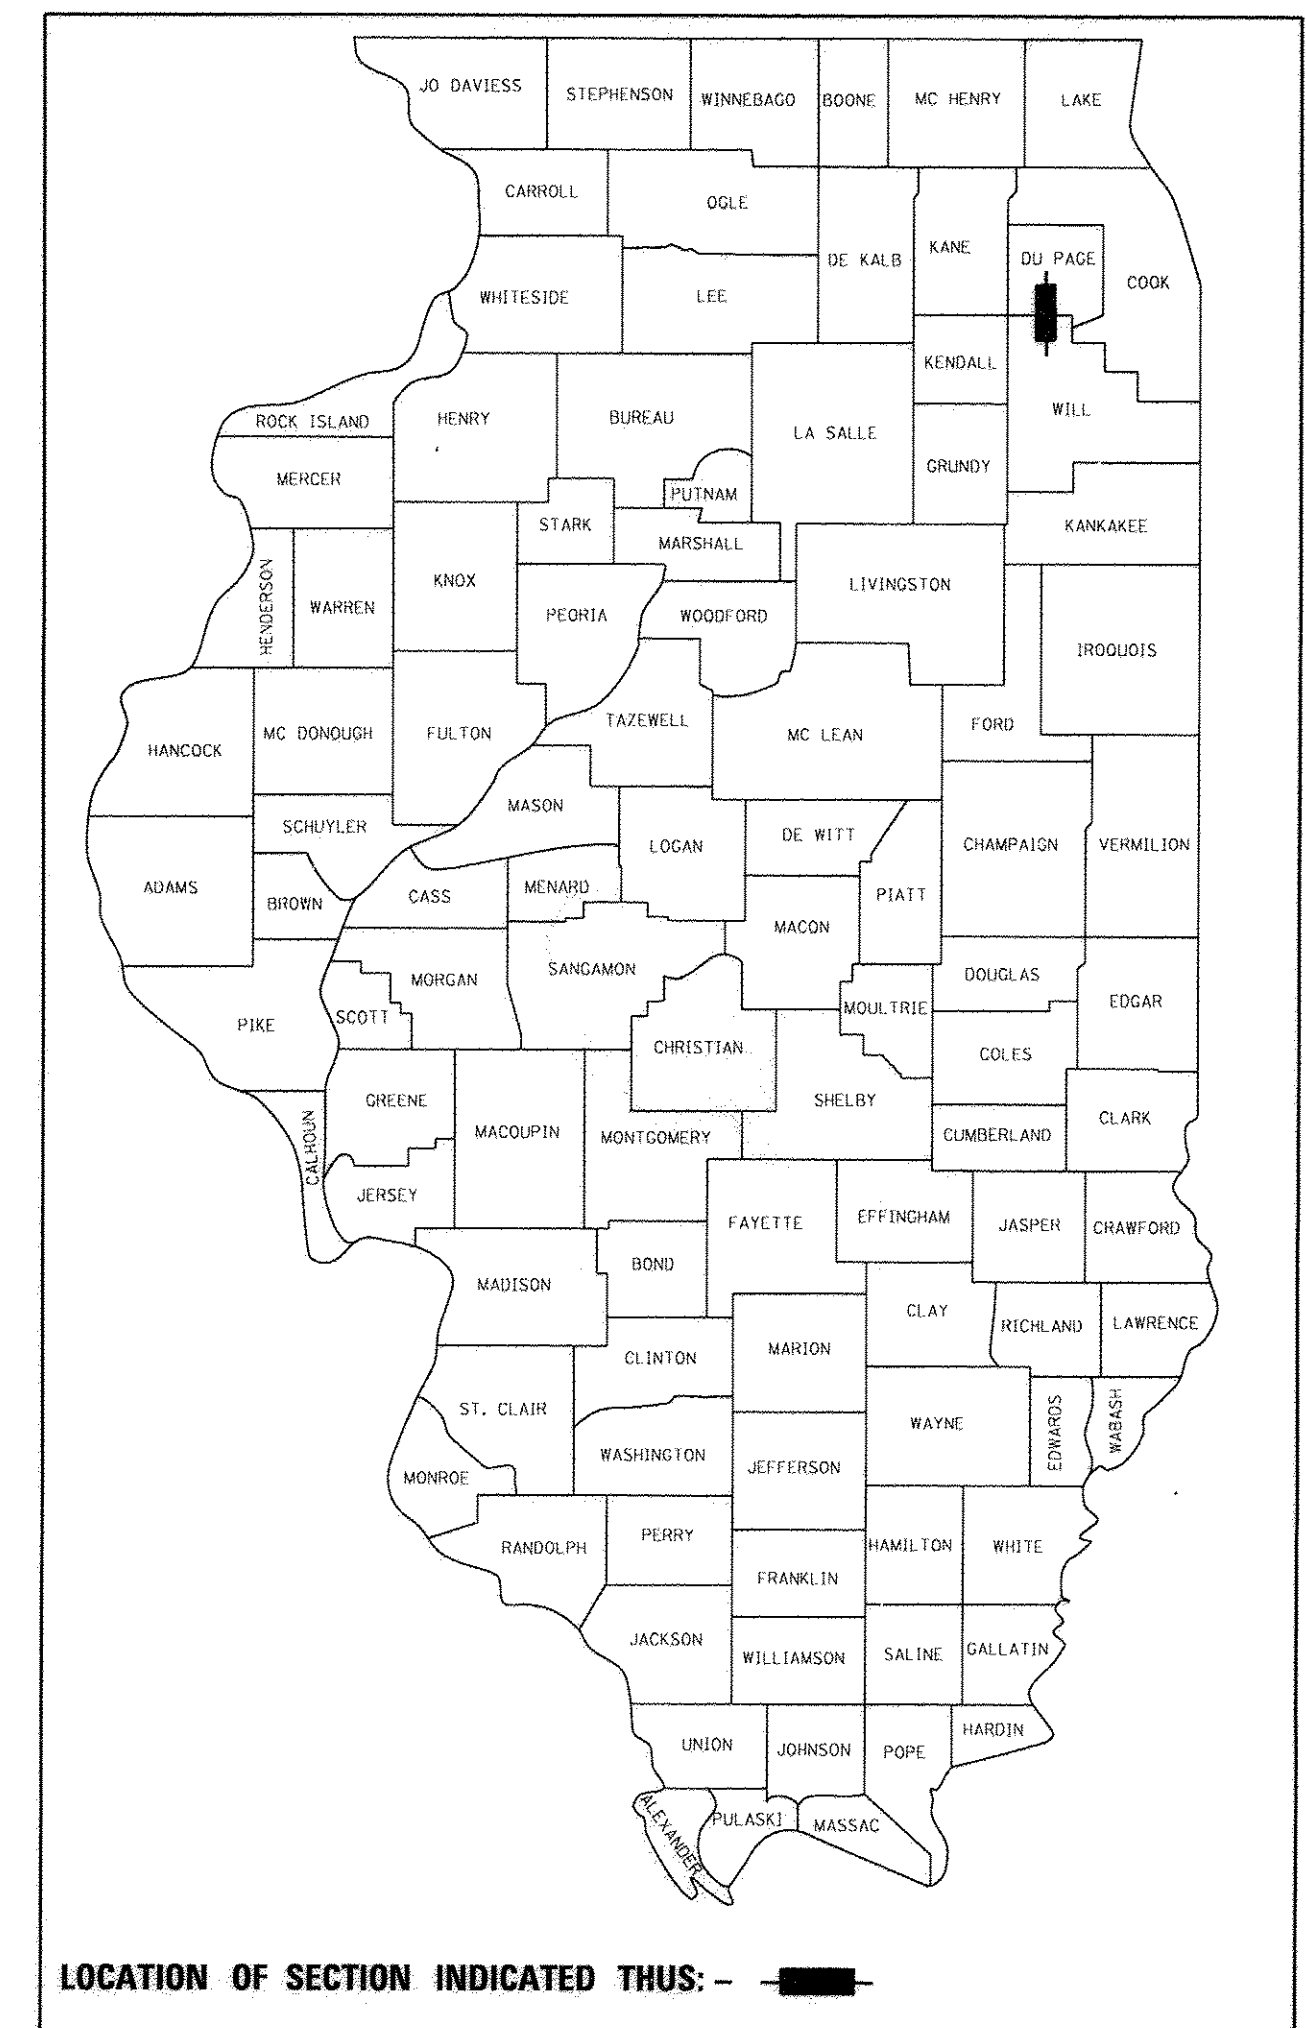 JO DAVIESS
STEPHENSON
WINNEBAGO
BOONE
MC HENRY
LAKE
CARROLL
OGLE
DE KALB
KANE
DU PAGE
COOK
WHITESIDE
LEE
KENDALL
WILL
ROCK ISLAND
HENRY
BUREAU
LA SALLE
GRUNDY
MERCER
PUTNAM
STARK
MARSHALL
KANKAKEE
HENDERSON
WARREN
KNOX
PEORIA
WOODFORD
LIVINGSTON
IROQUOIS
HANCOCK
MC DONOUGH
FULTON
TAZEWELL
MC LEAN
FORD
SCHUYLER
MASON
LOGAN
DE WITT
CHAMPAIGN
VERMILION
ADAMS
BROWN
CASS
MENARD
PIATT
MACON
SANGAMON
MORGAN
DOUGLAS
EDGAR
PIKE
SCOTT
MOULTRIE
CHRISTIAN
COLES
GREENE
SHELBY
CALHOUN
MACOUPIN
MONTGOMERY
CUMBERLAND
CLARK
JERSEY
FAYETTE
EFFINGHAM
JASPER
CRAWFORD
MADISON
BOND
CLAY
RICHLAND
LAWRENCE
CLINTON
MARION
ST. CLAIR
WAYNE
EDWARDS
WABASH
WASHINGTON
JEFFERSON
MONROE
RANDOLPH
PERRY
HAMILTON
WHITE
FRANKLIN
JACKSON
WILLIAMSON
SALINE
GALLATIN
UNION
JOHNSON
POPE
HARDIN
ALEXANDER
PULASKI
MASSAC
LOCATION OF SECTION INDICATED THUS: -